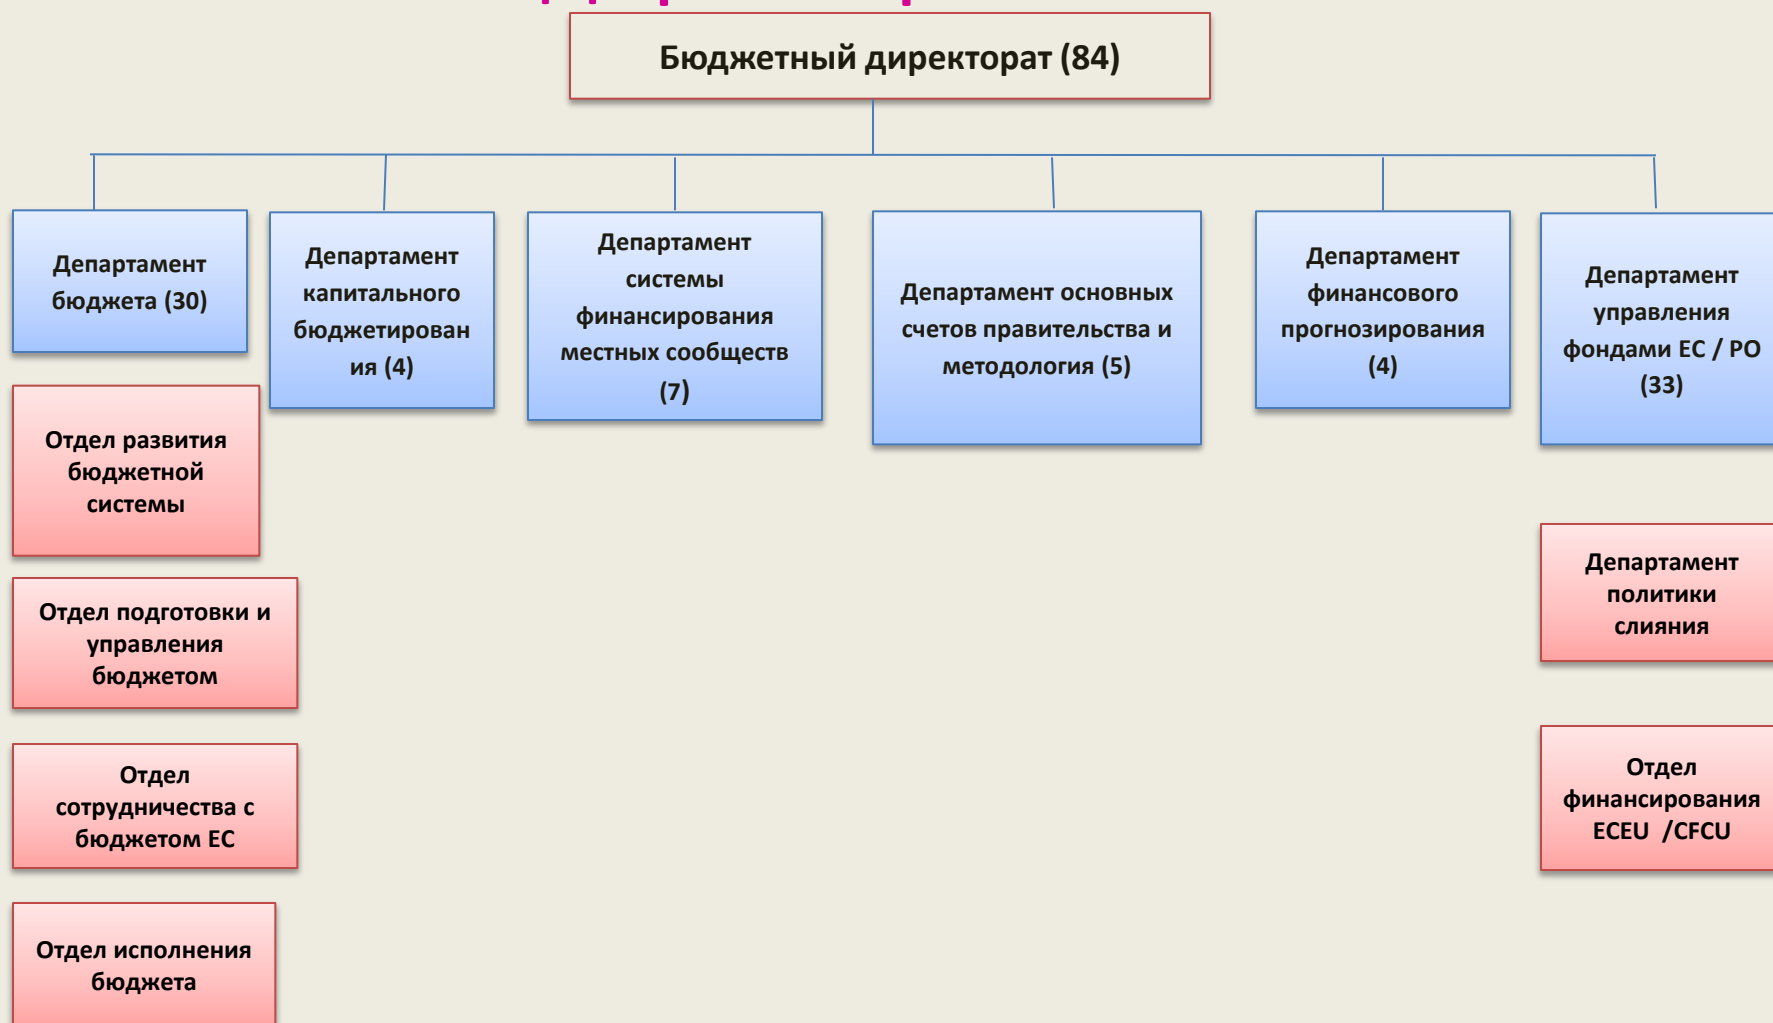 Бюджетный директорат (84)
Департамент
бюджета (30)
Департамент
капитального
бюджетирован
ия (4)
Департамент
системы
финансирования
местных сообществ
(7)
Департамент основных
счетов правительства и
методология (5)
Департамент
финансового
прогнозирования
(4)
Департамент
управления
фондами ЕС / РО
(33)
Отдел развития
бюджетной
системы
Отдел подготовки и
управления
бюджетом
Отдел
сотрудничества с
бюджетом ЕС
Отдел исполнения
бюджета
Департамент
политики
слияния
Отдел
финансирования
ECEU /CFCU